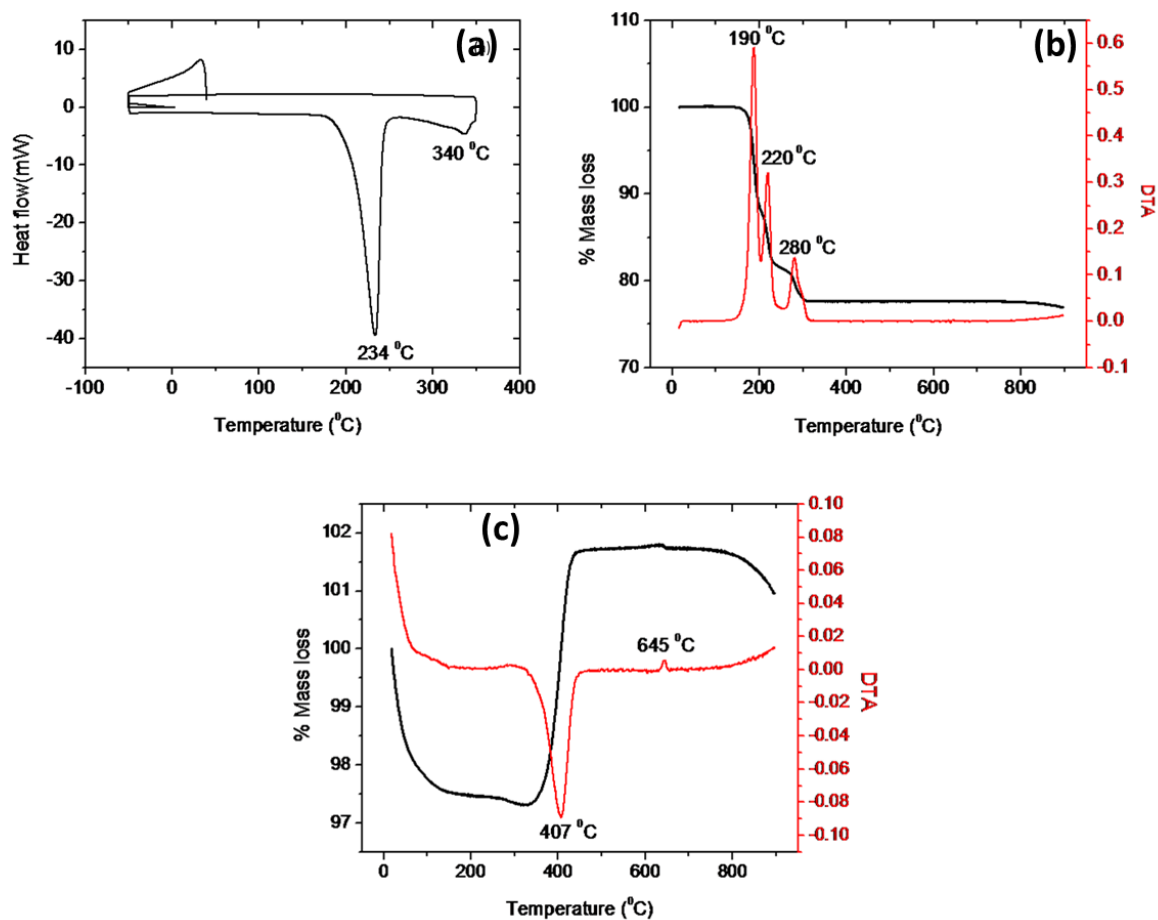 (a)
10
0
-10
-20
-30
-40
Heat flow(mW)
340 ⁰C
234 ⁰C
-100
0
100
200
300
400
Temperature (⁰C)
(b)
110
100
90
80
70
% Mass loss
190 ⁰C
220 ⁰C
280 ⁰C
0.6
0.5
0.4
0.3
0.2
0.1
0.0
-0.1
DTA
0
200
400
600
800
Temperature (⁰C)
(c)
102
101
100
99
98
97
% Mass loss
645 ⁰C
407 ⁰C
0.10
0.08
0.06
0.04
0.02
0.00
-0.02
-0.04
-0.06
-0.08
-0.10
DTA
0
200
400
600
800
Temperature (⁰C)